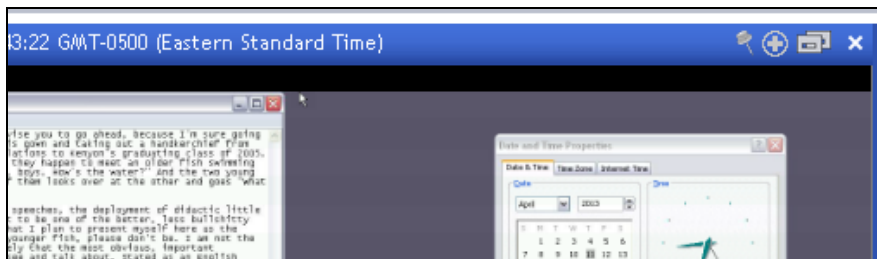 43:22 GMT-0500 (Eastern Standard Time)
vise you to go ahead, because I'm sure going
s gown and taking out a handkerchief from
lations to Kenyon's graduating class of 2005.
they happen to meet an older fish swimming
boys. How's the water?" And the two young
them looks over at the other and goes "What
speeches, the deployment of didactic little
to be one of the better, less bullshitty
hat I plan to present myself here as the
younger fish, please don't be. I am not the
ely that the most obvious, important
see and talk about. Stated as an English
Date and Time Properties
Date & Time Time Zone Internet Time
Date
Time
April 2013
S M T W T F S
1 2 3 4 5 6
7 8 9 10 11 12 13